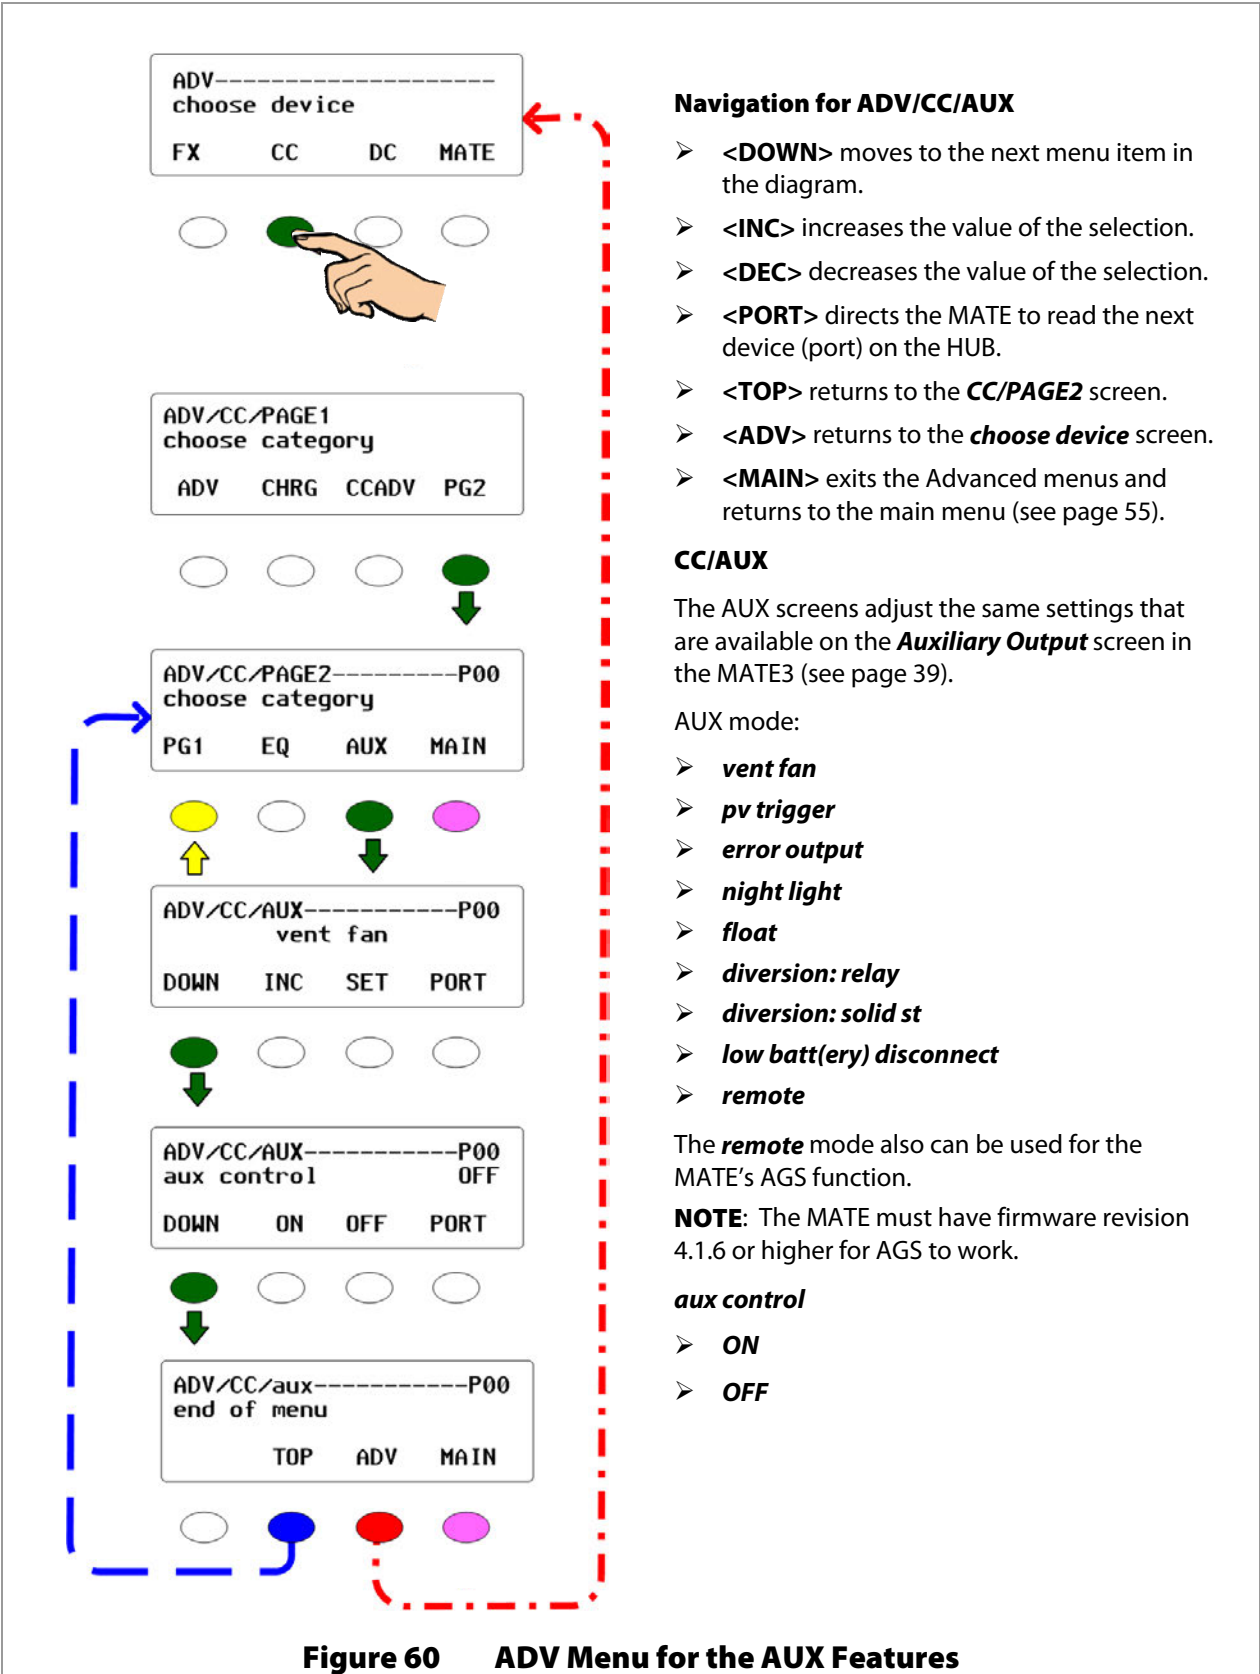 ADV--------------------
choose device
FX CC DC MATE
ADV/CC/PAGE1
choose category
ADV CHRG CCADV PG2
ADV/CC/PAGE2---------P00
choose category
PG1 EQ AUX MAIN
ADV/CC/AUX-----------P00
vent fan
DOWN INC SET PORT
ADV/CC/AUX-----------P00
aux control OFF
DOWN ON OFF PORT
ADV/CC/aux-----------P00
end of menu
TOP ADV MAIN
Navigation for ADV/CC/AUX
➢ <DOWN> moves to the next menu item in
the diagram.
➢ <INC> increases the value of the selection.
➢ <DEC> decreases the value of the selection.
➢ <PORT> directs the MATE to read the next
device (port) on the HUB.
➢ <TOP> returns to the CC/PAGE2 screen.
➢ <ADV> returns to the choose device screen.
➢ <MAIN> exits the Advanced menus and
returns to the main menu (see page 55).
CC/AUX
The AUX screens adjust the same settings that
are available on the Auxiliary Output screen in
the MATE3 (see page 39).
AUX mode:
➢ vent fan
➢ pv trigger
➢ error output
➢ night light
➢ float
➢ diversion: relay
➢ diversion: solid st
➢ low batt(ery) disconnect
➢ remote
The remote mode also can be used for the
MATE's AGS function.
NOTE: The MATE must have firmware revision
4.1.6 or higher for AGS to work.
aux control
➢ ON
➢ OFF
Figure 60 ADV Menu for the AUX Features